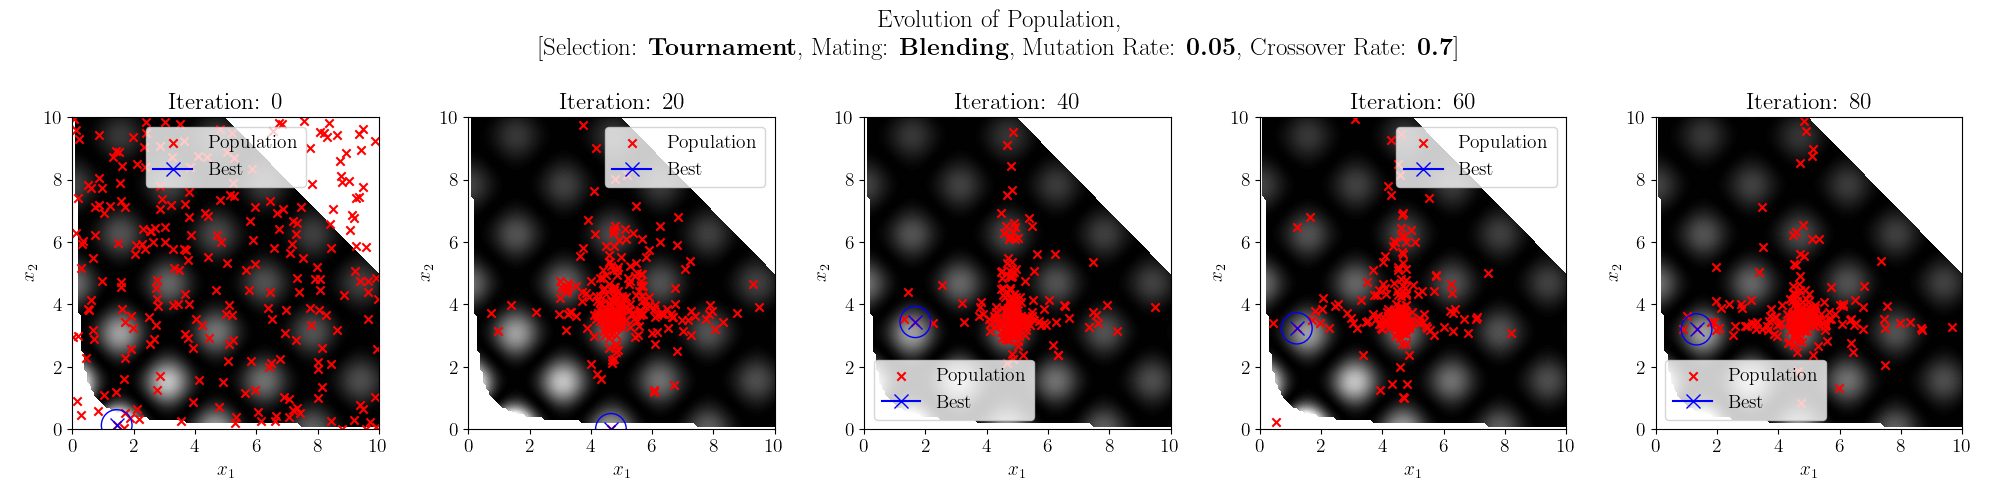 Evolution of Population,
[Selection: Tournament, Mating: Blending, Mutation Rate: 0.05, Crossover Rate: 0.7]
Iteration: 0
10
8
6
4
2
0
x2
0 2 4 6 8 10
x1
Population
Best
Iteration: 20
10
8
6
4
2
0
x2
0 2 4 6 8 10
x1
Population
Best
Iteration: 40
10
8
6
4
2
0
x2
0 2 4 6 8 10
x1
Population
Best
Iteration: 60
10
8
6
4
2
0
x2
0 2 4 6 8 10
x1
Population
Best
Iteration: 80
10
8
6
4
2
0
x2
0 2 4 6 8 10
x1
Population
Best